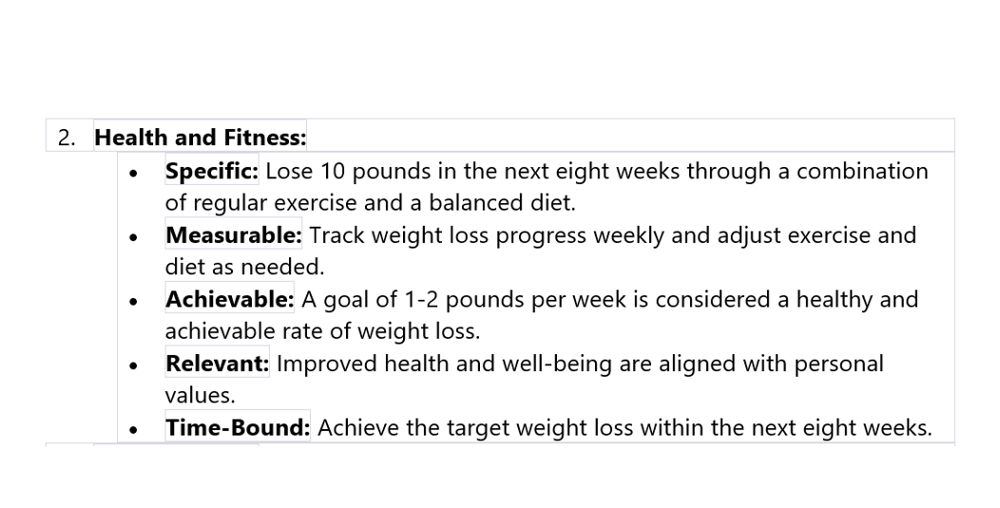 2. Health and Fitness:
• Specific: Lose 10 pounds in the next eight weeks through a combination
of regular exercise and a balanced diet.
• Measurable: Track weight loss progress weekly and adjust exercise and
diet as needed.
• Achievable: A goal of 1-2 pounds per week is considered a healthy and
achievable rate of weight loss.
• Relevant: Improved health and well-being are aligned with personal
values.
• Time-Bound: Achieve the target weight loss within the next eight weeks.